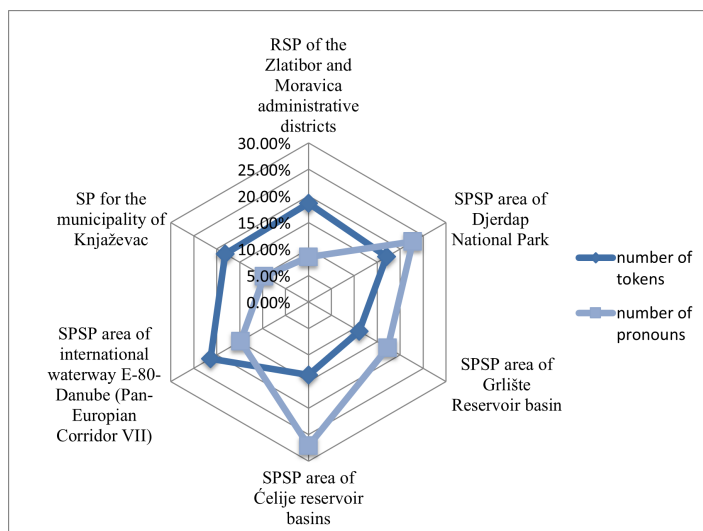 RSP of the
Zlatibor and
Moravica
administrative
districts
30.00%
25.00%
20.00%
15.00%
10.00%
5.00%
0.00%
SPSP area of
Djerdap
National Park
SPSP area of
Grlište
Reservoir basin
SPSP area of
Ćelije reservoir
basins
SPSP area of
international
waterway E-80-
Danube (Pan-
Europian
Corridor VII)
SP for the
municipality of
Knjaževac
number of
tokens
number of
pronouns